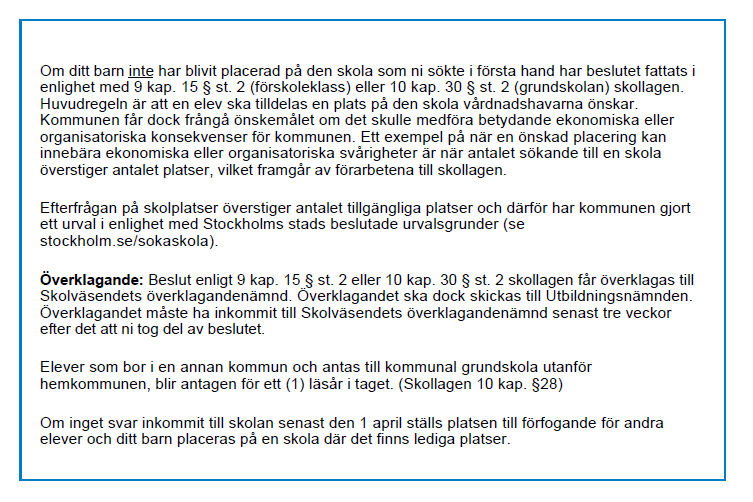 Om ditt barn inte har blivit placerad på den skola som ni sökte i första hand har beslutet fattats i
enlighet med 9 kap. 15 § st. 2 (förskoleklass) eller 10 kap. 30 § st. 2 (grundskolan) skollagen.
Huvudregeln är att en elev ska tilldelas en plats på den skola vårdnadshavarna önskar.
Kommunen får dock frångå önskemålet om det skulle medföra betydande ekonomiska eller
organisatoriska konsekvenser för kommunen. Ett exempel på när en önskad placering kan
innebära ekonomiska eller organisatoriska svårigheter är när antalet sökande till en skola
överstiger antalet platser, vilket framgår av förarbetena till skollagen.
Efterfrågan på skolplatser överstiger antalet tillgängliga platser och därför har kommunen gjort
ett urval i enlighet med Stockholms stads beslutade urvalsgrunder (se
stockholm.se/sokaskola).
Överklagande: Beslut enligt 9 kap. 15 § st. 2 eller 10 kap. 30 § st. 2 skollagen får överklagas till
Skolväsendets överklagandenämnd. Överklagandet ska dock skickas till Utbildningsnämnden.
Överklagandet måste ha inkommit till Skolväsendets överklagandenämnd senast tre veckor
efter det att ni tog del av beslutet.
Elever som bor i en annan kommun och antas till kommunal grundskola utanför
hemkommunen, blir antagen för ett (1) läsår i taget. (Skollagen 10 kap. §28)
Om inget svar inkommit till skolan senast den 1 april ställs platsen till förfogande för andra
elever och ditt barn placeras på en skola där det finns lediga platser.